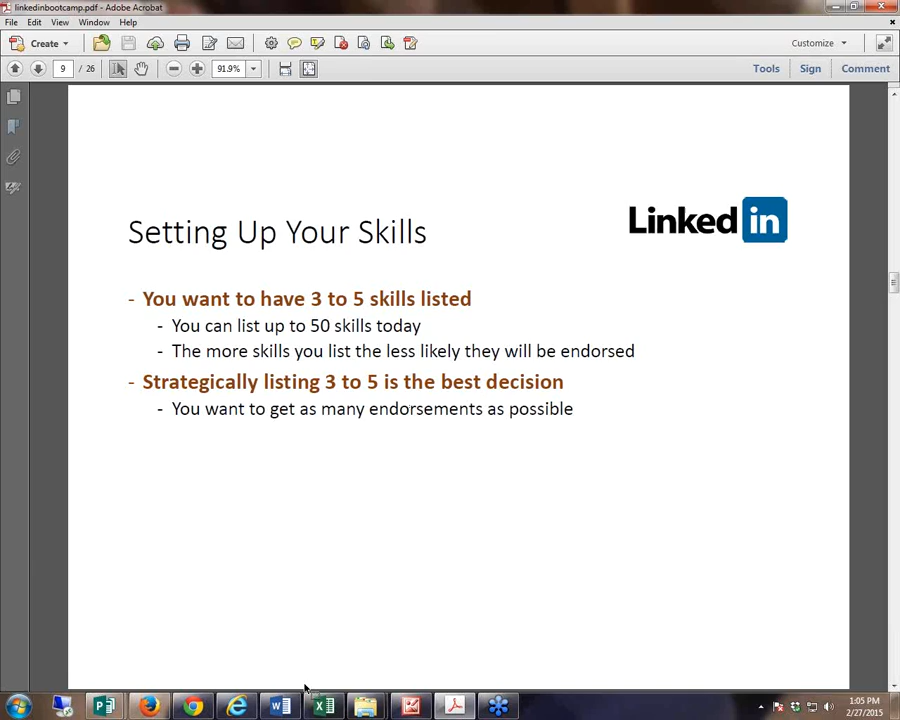 linkedinbootcamp.pdf - Adobe Acrobat
File Edit View Window Help
Create Customize
9 / 26 91.9% Tools Sign Comment
Linked in
Setting Up Your Skills
- You want to have 3 to 5 skills listed
- You can list up to 50 skills today
- The more skills you list the less likely they will be endorsed
- Strategically listing 3 to 5 is the best decision
- You want to get as many endorsements as possible
1:05 PM
2/27/2015